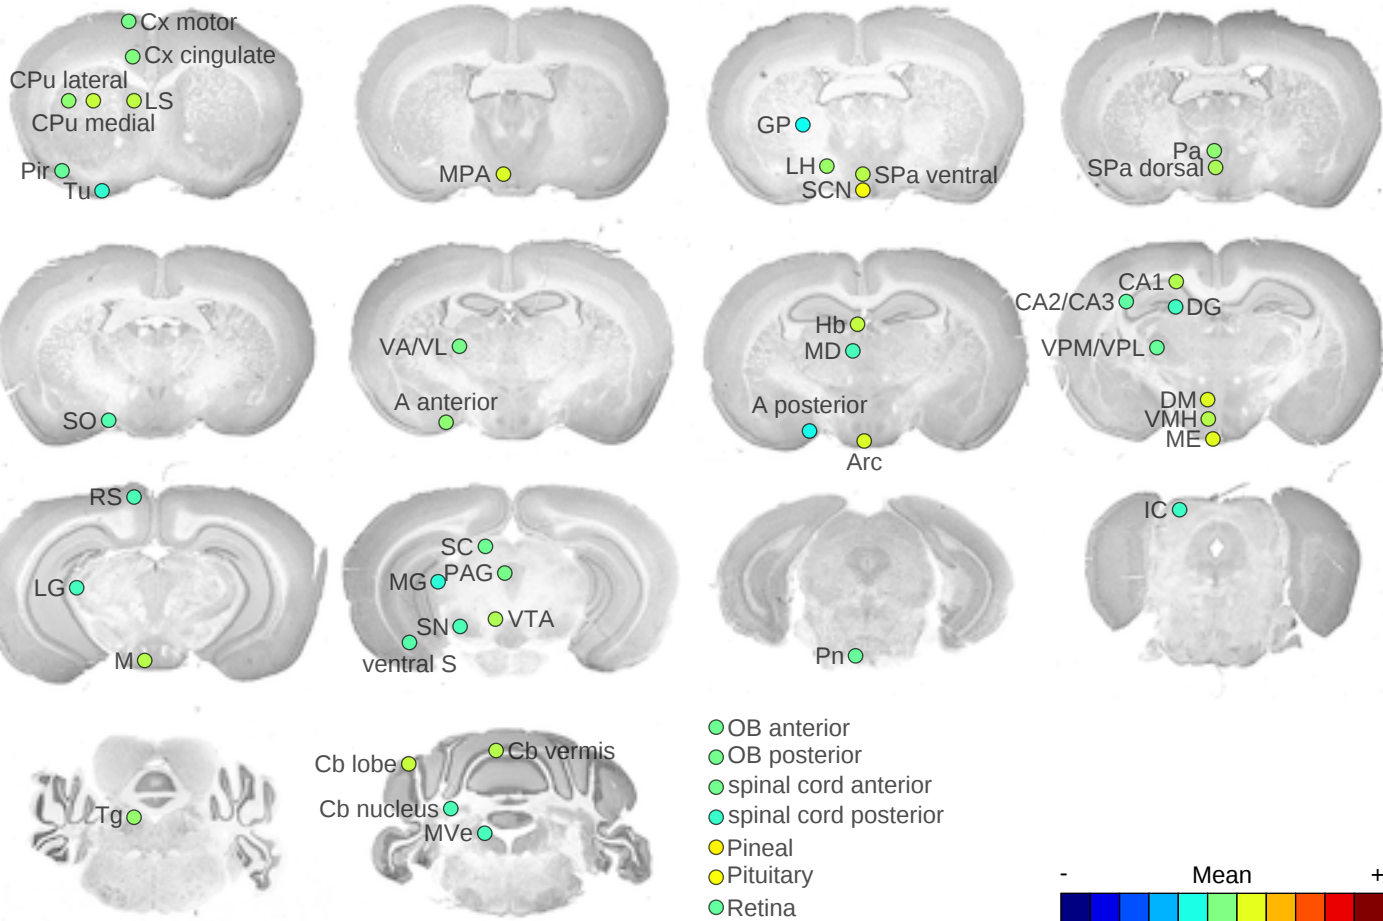 Cx motor
Cx cingulate
CPu lateral
LS
CPu medial
Pir
Tu
MPA
GP
LH
SPa ventral
SCN
Pa
SPa dorsal
SO
VA/VL
A anterior
Hb
MD
A posterior
Arc
CA1
CA2/CA3
DG
VPM/VPL
DM
VMH
ME
RS
LG
M
SC
MG
PAG
SN
VTA
ventral S
Pn
IC
Tg
Cb lobe
Cb vermis
Cb nucleus
MVe
OB anterior
OB posterior
spinal cord anterior
spinal cord posterior
Pineal
Pituitary
Retina
- Mean +